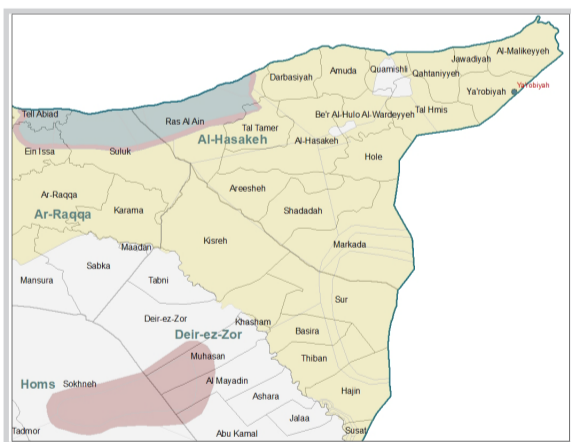 Al-Malikeyyeh
Jawadiyah
Quamishli
Amuda
Qahtaniyyeh
Darbasiyah
Ya'robiyah
Ya'robiyah
Tal Hmis
Be'r Al-Hulo Al-Wardeyyeh
Tell Abiad
Ras Al Ain
Tal Tamer
Al-Hasakeh
Al-Hasakeh
Ein Issa
Suluk
Hole
Areesheh
Ar-Raqqa
Karama
Shadadah
Ar-Raqqa
Kisreh
Markada
Maadan
Sabka
Mansura
Tabni
Sur
Deir-ez-Zor
Khasham
Deir-ez-Zor
Basira
Muhasan
Thiban
Homs
Sokhneh
Al Mayadin
Hajin
Ashara
Jalaa
Tadmor
Abu Kamal
Susat